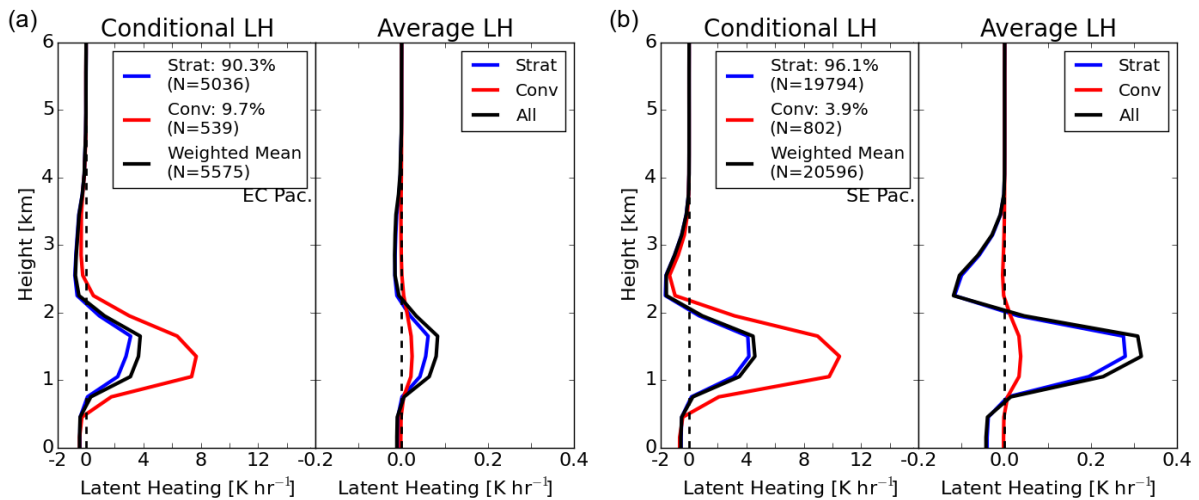 (a)
Conditional LH
Average LH
6
5
4
3
2
1
0
Height [km]
Strat: 90.3%
(N=5036)
Conv: 9.7%
(N=539)
Weighted Mean
(N=5575)
EC Pac.
Strat
Conv
All
-2 0 4 8 12
-0.2 0.0 0.2 0.4
Latent Heating [K hr⁻¹]
Latent Heating [K hr⁻¹]
(b)
Conditional LH
Average LH
6
5
4
3
2
1
0
Height [km]
Strat: 96.1%
(N=19794)
Conv: 3.9%
(N=802)
Weighted Mean
(N=20596)
SE Pac.
Strat
Conv
All
-2 0 4 8 12
-0.2 0.0 0.2 0.4
Latent Heating [K hr⁻¹]
Latent Heating [K hr⁻¹]